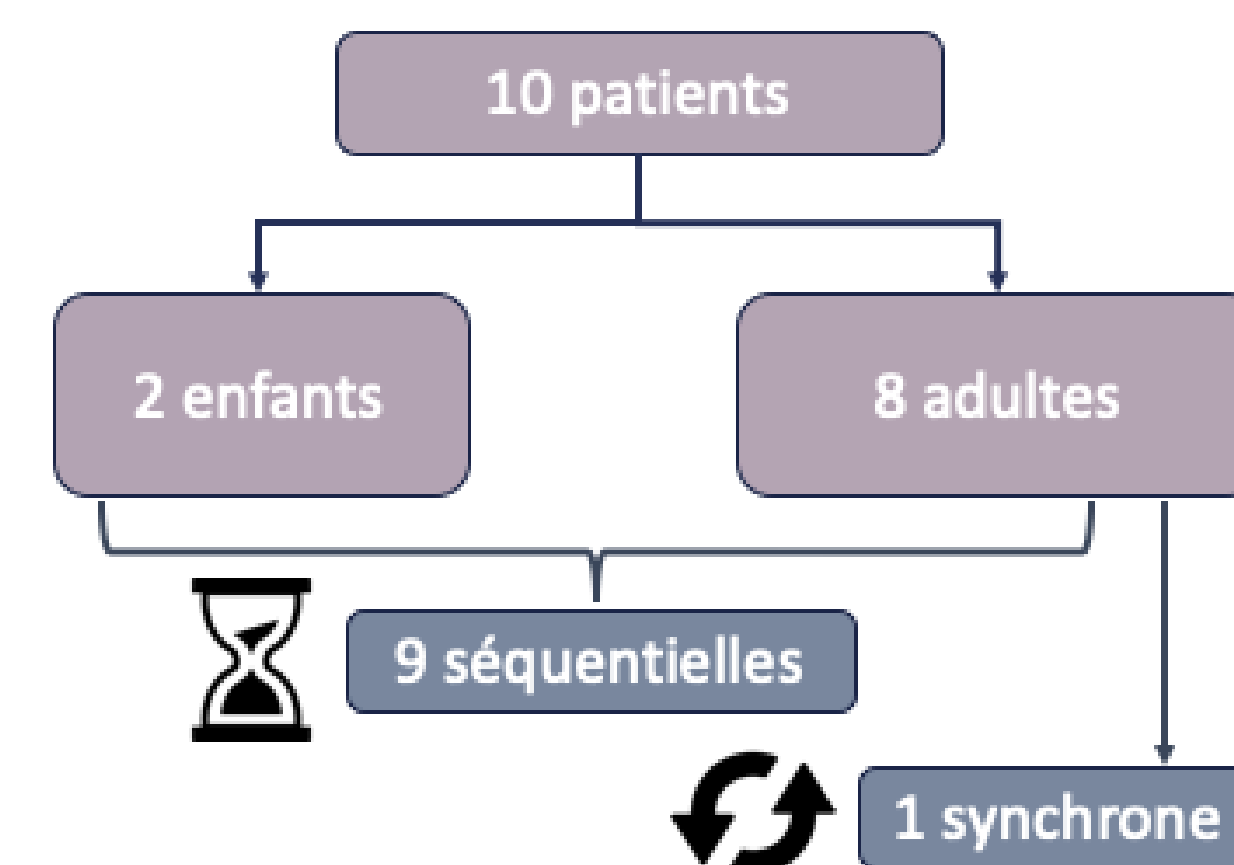 10 patients
2 enfants
8 adultes
9 séquentielles
1 synchrone